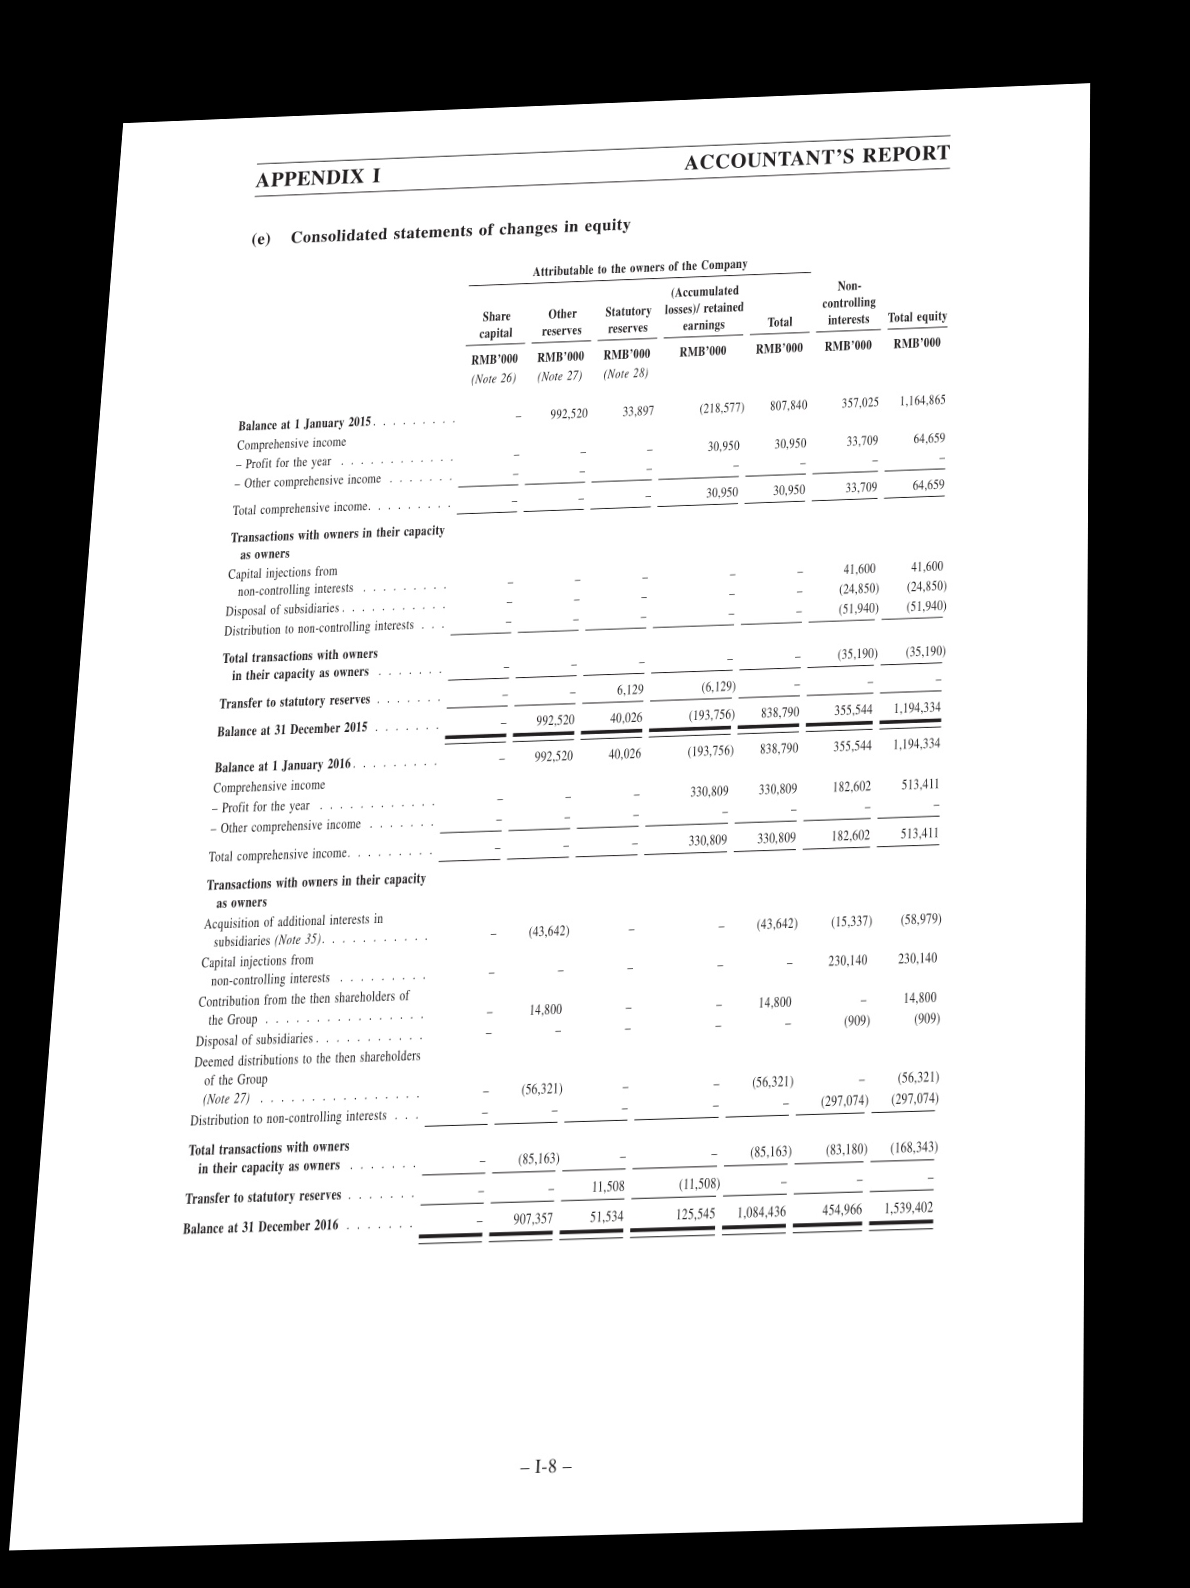 APPENDIX I ACCOUNTANT'S REPORT
(e) Consolidated statements of changes in equity
Attributable to the owners of the Company
Share capital Other reserves Statutory reserves (Accumulated losses)/ retained earnings Total Non-controlling interests Total equity
RMB'000 RMB'000 RMB'000 RMB'000 RMB'000 RMB'000 RMB'000
(Note 26) (Note 27) (Note 28)
Balance at 1 January 2015 . . . . . . . . . – 992,520 33,897 (218,577) 807,840 357,025 1,164,865
Comprehensive income
– Profit for the year . . . . . . . . . . . . – – – 30,950 30,950 33,709 64,659
– Other comprehensive income . . . . . . . – – – – – – –
Total comprehensive income. . . . . . . . . – – – 30,950 30,950 33,709 64,659
Transactions with owners in their capacity
as owners
Capital injections from
non-controlling interests . . . . . . . . . – – – – – 41,600 41,600
Disposal of subsidiaries . . . . . . . . . . . – – – – – (24,850) (24,850)
Distribution to non-controlling interests . . . – – – – – (51,940) (51,940)
Total transactions with owners
in their capacity as owners . . . . . . . – – – – – (35,190) (35,190)
Transfer to statutory reserves . . . . . . . – – 6,129 (6,129) – – –
Balance at 31 December 2015 . . . . . . . – 992,520 40,026 (193,756) 838,790 355,544 1,194,334
Balance at 1 January 2016 . . . . . . . . . – 992,520 40,026 (193,756) 838,790 355,544 1,194,334
Comprehensive income
– Profit for the year . . . . . . . . . . . . – – – 330,809 330,809 182,602 513,411
– Other comprehensive income . . . . . . . – – – – – – –
Total comprehensive income. . . . . . . . . – – – 330,809 330,809 182,602 513,411
Transactions with owners in their capacity
as owners
Acquisition of additional interests in
subsidiaries (Note 35). . . . . . . . . . . – (43,642) – – (43,642) (15,337) (58,979)
Capital injections from
non-controlling interests . . . . . . . . . – – – – – 230,140 230,140
Contribution from the then shareholders of
the Group . . . . . . . . . . . . . . . . – 14,800 – – 14,800 – 14,800
Disposal of subsidiaries . . . . . . . . . . . – – – – – (909) (909)
Deemed distributions to the then shareholders
of the Group
(Note 27) . . . . . . . . . . . . . . . . – (56,321) – – (56,321) – (56,321)
Distribution to non-controlling interests . . . – – – – – (297,074) (297,074)
Total transactions with owners
in their capacity as owners . . . . . . . – (85,163) – – (85,163) (83,180) (168,343)
Transfer to statutory reserves . . . . . . . – – 11,508 (11,508) – – –
Balance at 31 December 2016 . . . . . . . – 907,357 51,534 125,545 1,084,436 454,966 1,539,402
– I-8 –